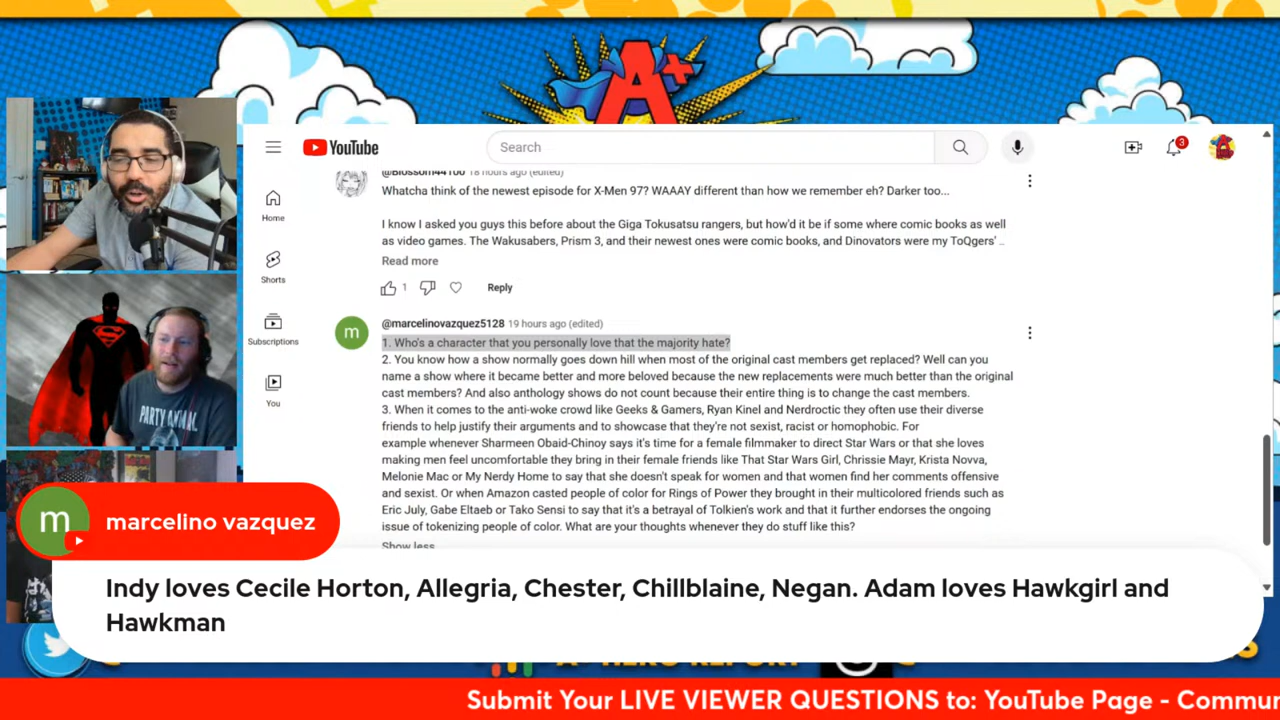 A+
YouTube
Search
3
Home
Shorts
Subscriptions
You
@Blossom44100 18 hours ago (edited)
Whatcha think of the newest episode for X-Men 97? WAAAY different than how we remember eh? Darker too...
I know I asked you guys this before about the Giga Tokusatsu rangers, but how'd it be if some where comic books as well
as video games. The Wakusabers, Prism 3, and their newest ones were comic books, and Dinovators were my ToQgers' ..
Read more
1
Reply
m
@marcelinovazquez5128 19 hours ago (edited)
1. Who's a character that you personally love that the majority hate?
2. You know how a show normally goes down hill when most of the original cast members get replaced? Well can you
name a show where it became better and more beloved because the new replacements were much better than the original
cast members? And also anthology shows do not count because their entire thing is to change the cast members.
3. When it comes to the anti-woke crowd like Geeks & Gamers, Ryan Kinel and Nerdroctic they often use their diverse
friends to help justify their arguments and to showcase that they're not sexist, racist or homophobic. For
example whenever Sharmeen Obaid-Chinoy says it's time for a female filmmaker to direct Star Wars or that she loves
making men feel uncomfortable they bring in their female friends like That Star Wars Girl, Chrissie Mayr, Krista Novva,
Melonie Mac or My Nerdy Home to say that she doesn't speak for women and that women find her comments offensive
and sexist. Or when Amazon casted people of color for Rings of Power they brought in their multicolored friends such as
Eric July, Gabe Eltaeb or Tako Sensi to say that it's a betrayal of Tolkien's work and that it further endorses the ongoing
issue of tokenizing people of color. What are your thoughts whenever they do stuff like this?
Show less
PARTY ANIMAL
m
marcelino vazquez
Indy loves Cecile Horton, Allegria, Chester, Chillblaine, Negan. Adam loves Hawkgirl and
Hawkman
Submit Your LIVE VIEWER QUESTIONS to: YouTube Page - Commun